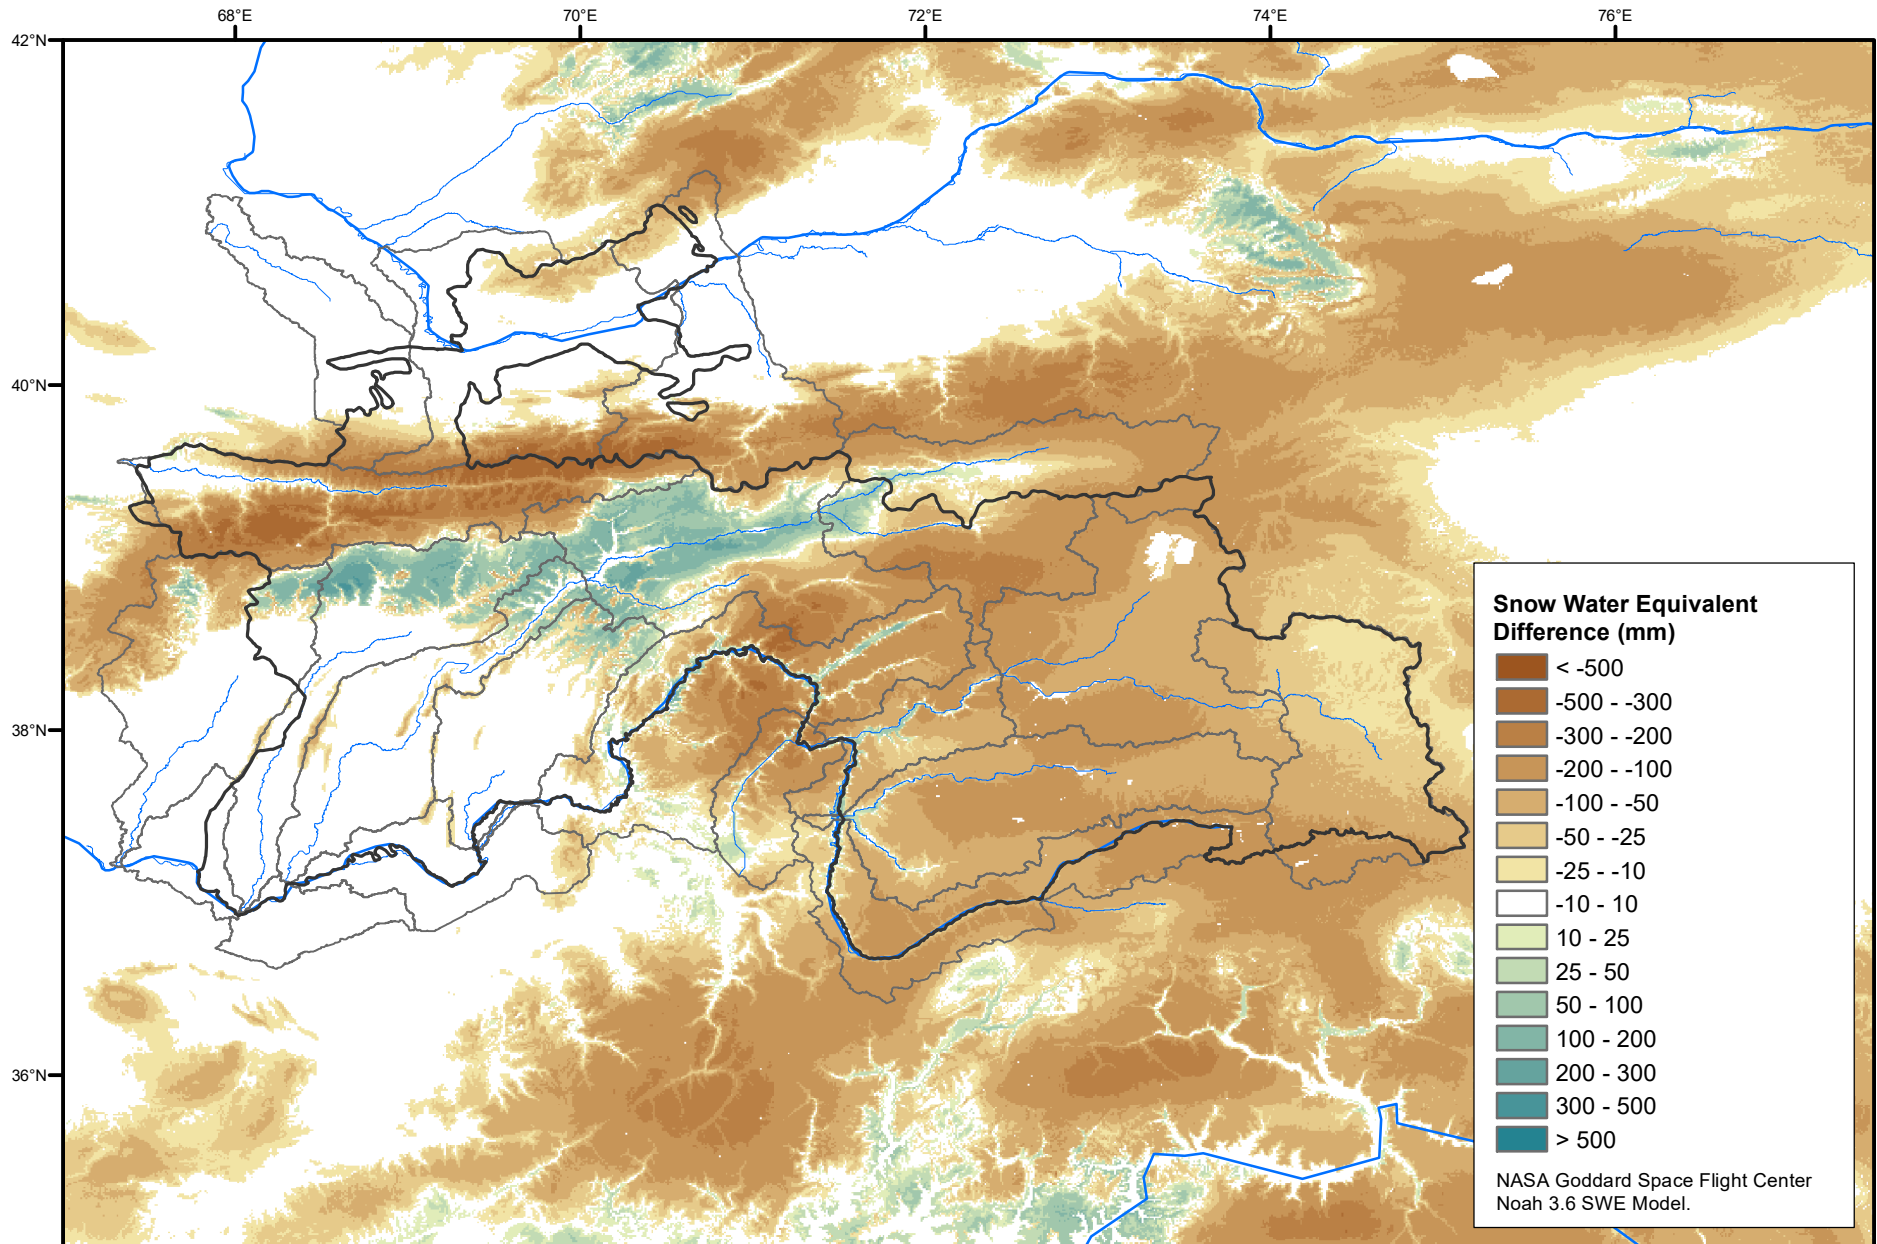 68°E 70°E 72°E 74°E 76°E
42°N
40°N
38°N
36°N
Snow Water Equivalent
Difference (mm)
< -500
-500 - -300
-300 - -200
-200 - -100
-100 - -50
-50 - -25
-25 - -10
-10 - 10
10 - 25
25 - 50
50 - 100
100 - 200
200 - 300
300 - 500
> 500
NASA Goddard Space Flight Center
Noah 3.6 SWE Model.